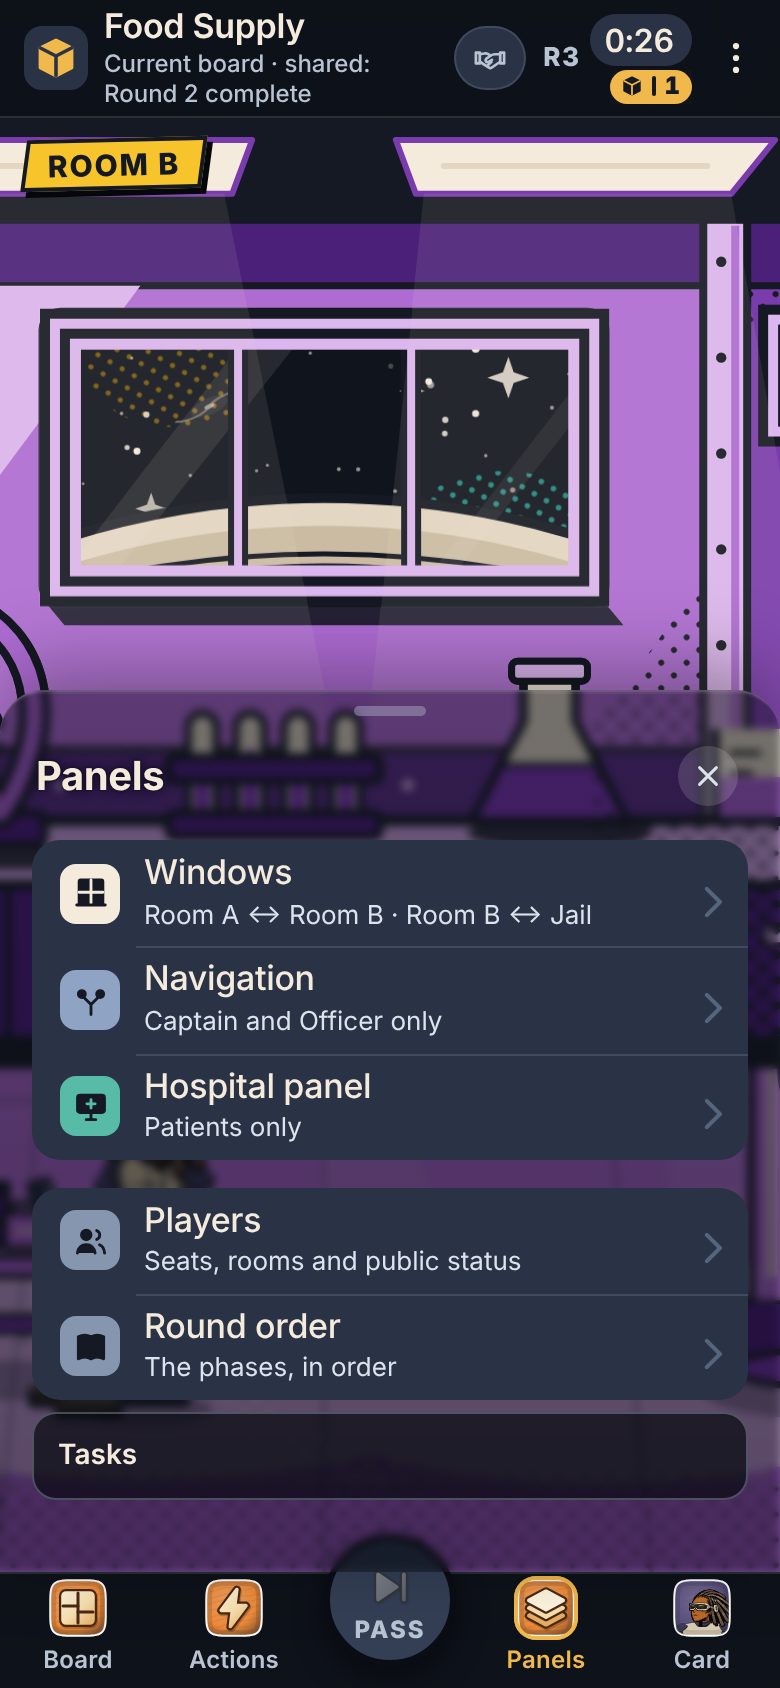 Food Supply
Current board · shared:
Round 2 complete
R3
0:26
1
ROOM B
Panels
Windows
Room A ↔ Room B · Room B ↔ Jail
Navigation
Captain and Officer only
Hospital panel
Patients only
Players
Seats, rooms and public status
Round order
The phases, in order
Tasks
PASS
Board
Actions
Panels
Card